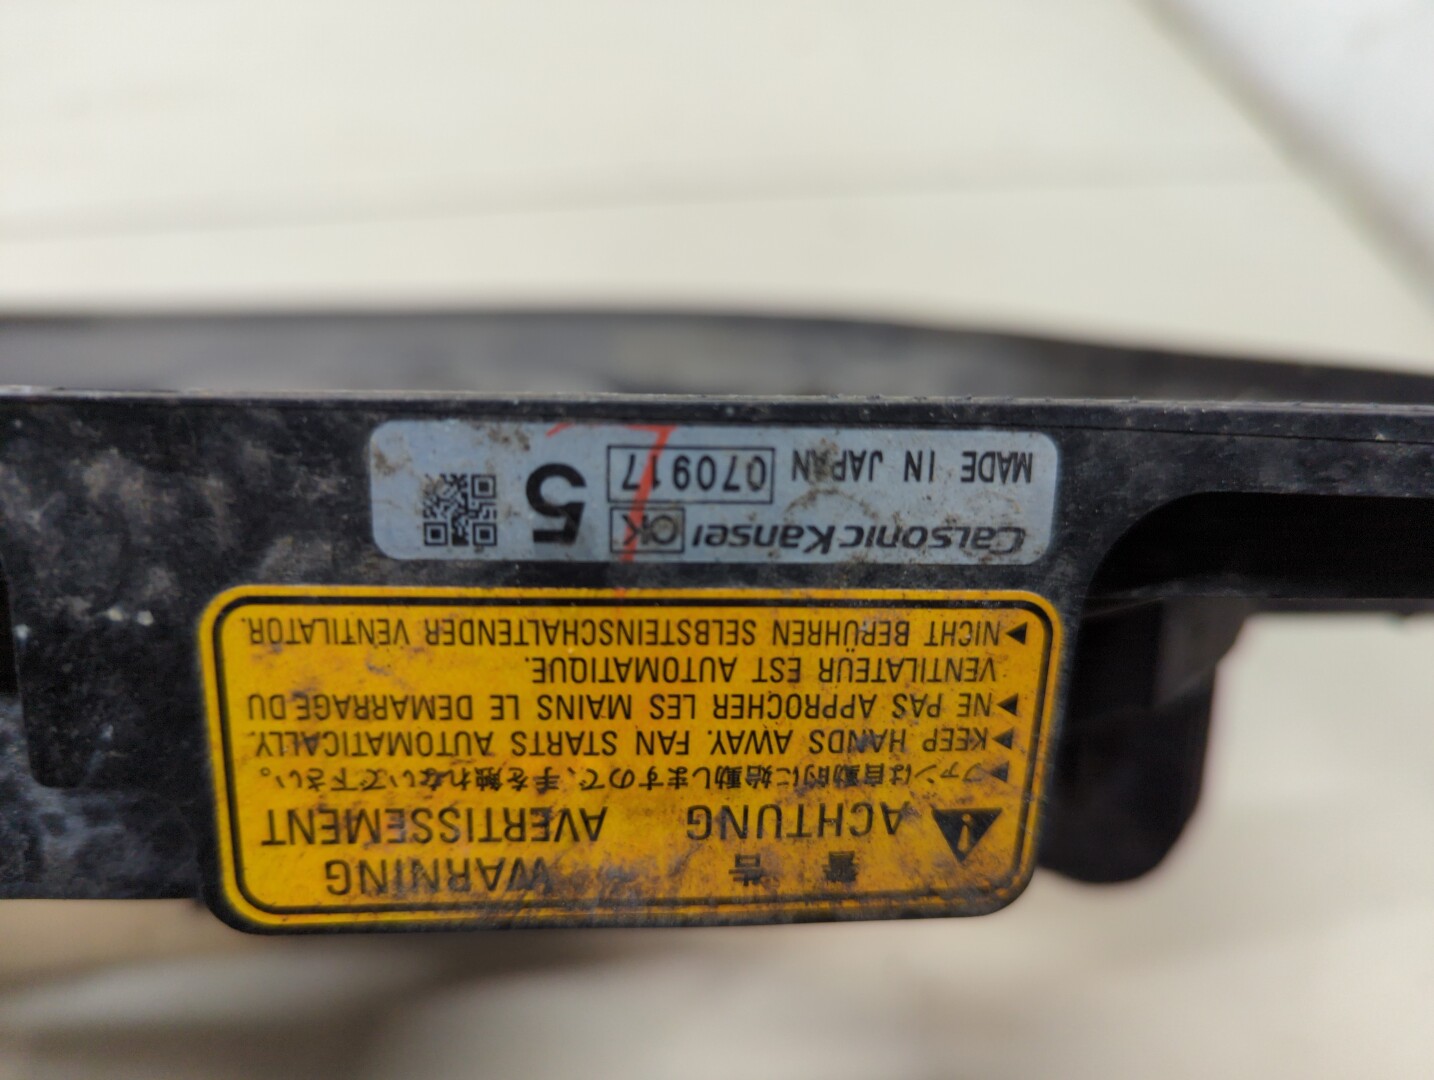 警告 WARNING
ACHTUNG AVERTISSEMENT
▶ファンは自動的に始動しますので、手を触れないで下さい。
▶KEEP HANDS AWAY. FAN STARTS AUTOMATICALLY.
▶NE PAS APPROCHER LES MAINS LE DEMARRAGE DU
VENTILATEUR EST AUTOMATIQUE.
▶NICHT BERÜHREN SELBSTEINSCHALTENDER VENTILATOR.
CalsonicKansei OK 5
MADE IN JAPAN 070917